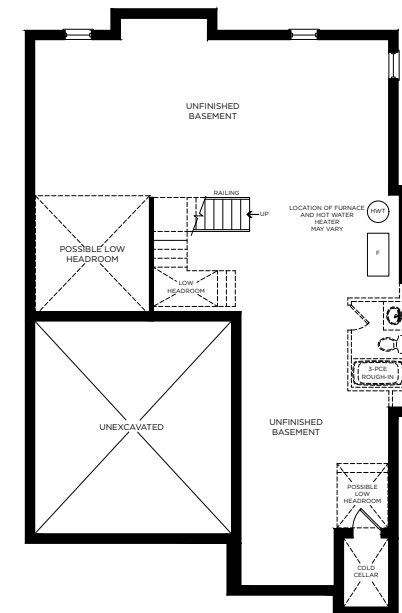 UNFINISHED
BASEMENT
RAILING
UP
LOCATION OF FURNACE
AND HOT WATER
HEATER
MAY VARY
HWT
F
POSSIBLE LOW
HEADROOM
LOW
HEADROOM
3-PCE
ROUGH-IN
UNEXCAVATED
UNFINISHED
BASEMENT
POSSIBLE
LOW
HEADROOM
COLD
CELLAR